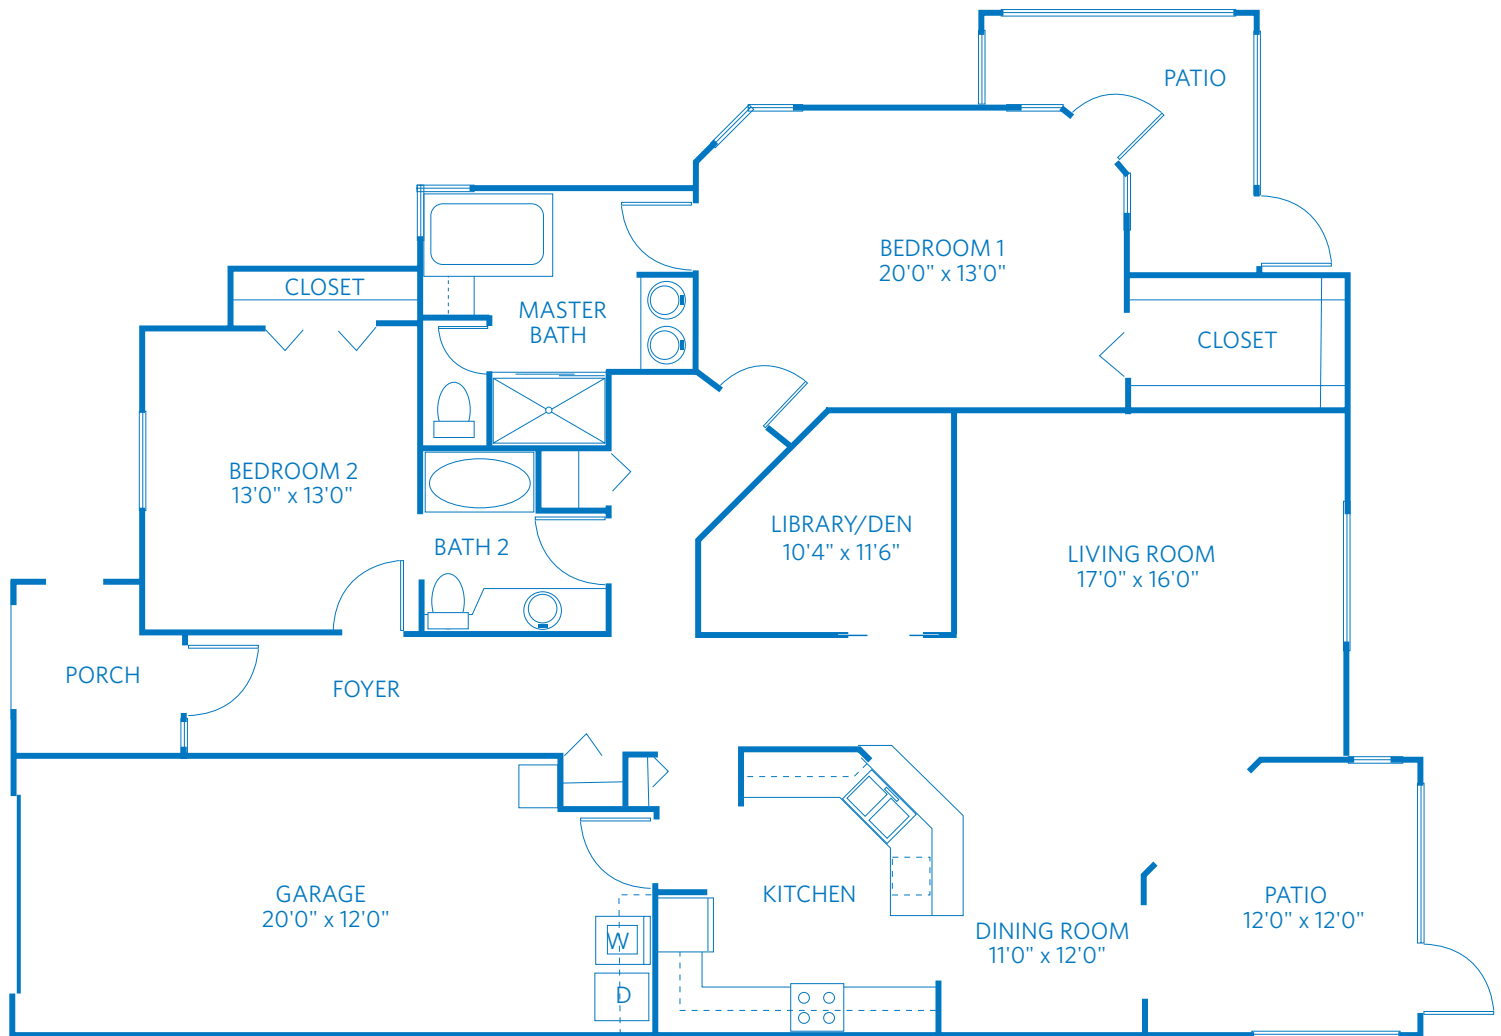 PATIO
BEDROOM 1
20'0" x 13'0"
CLOSET
MASTER
BATH
CLOSET
BEDROOM 2
13'0" x 13'0"
BATH 2
LIBRARY/DEN
10'4" x 11'6"
LIVING ROOM
17'0" x 16'0"
PORCH
FOYER
GARAGE
20'0" x 12'0"
W
D
KITCHEN
DINING ROOM
11'0" x 12'0"
PATIO
12'0" x 12'0"